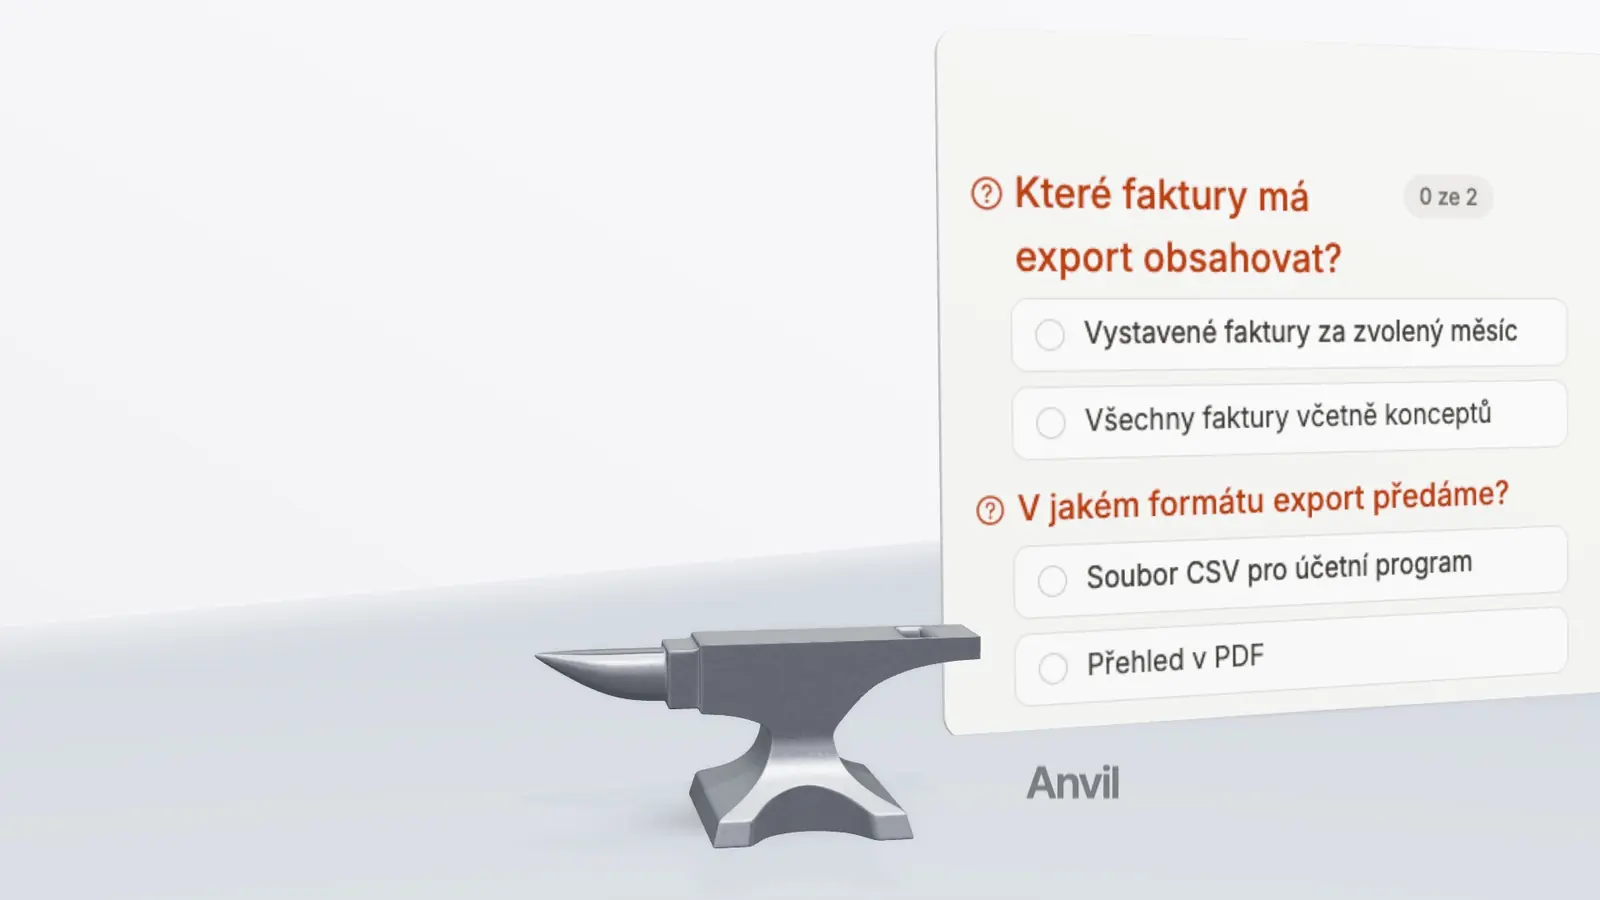 Které faktury má
0 ze 2
export obsahovat?
Vystavené faktury za zvolený měsíc
Všechny faktury včetně konceptů
V jakém formátu export předáme?
Soubor CSV pro účetní program
Přehled v PDF
Anvil